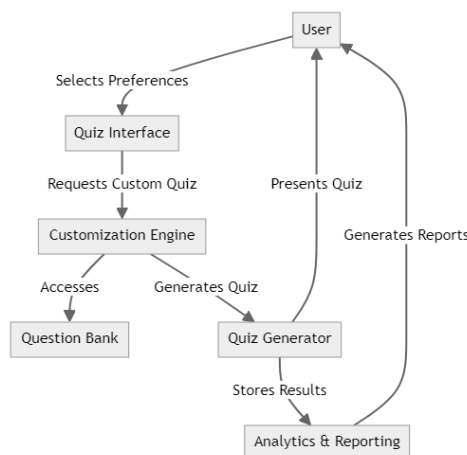 User
Selects Preferences
Quiz Interface
Requests Custom Quiz
Presents Quiz
Customization Engine
Generates Reports
Accesses
Generates Quiz
Question Bank
Quiz Generator
Stores Results
Analytics & Reporting